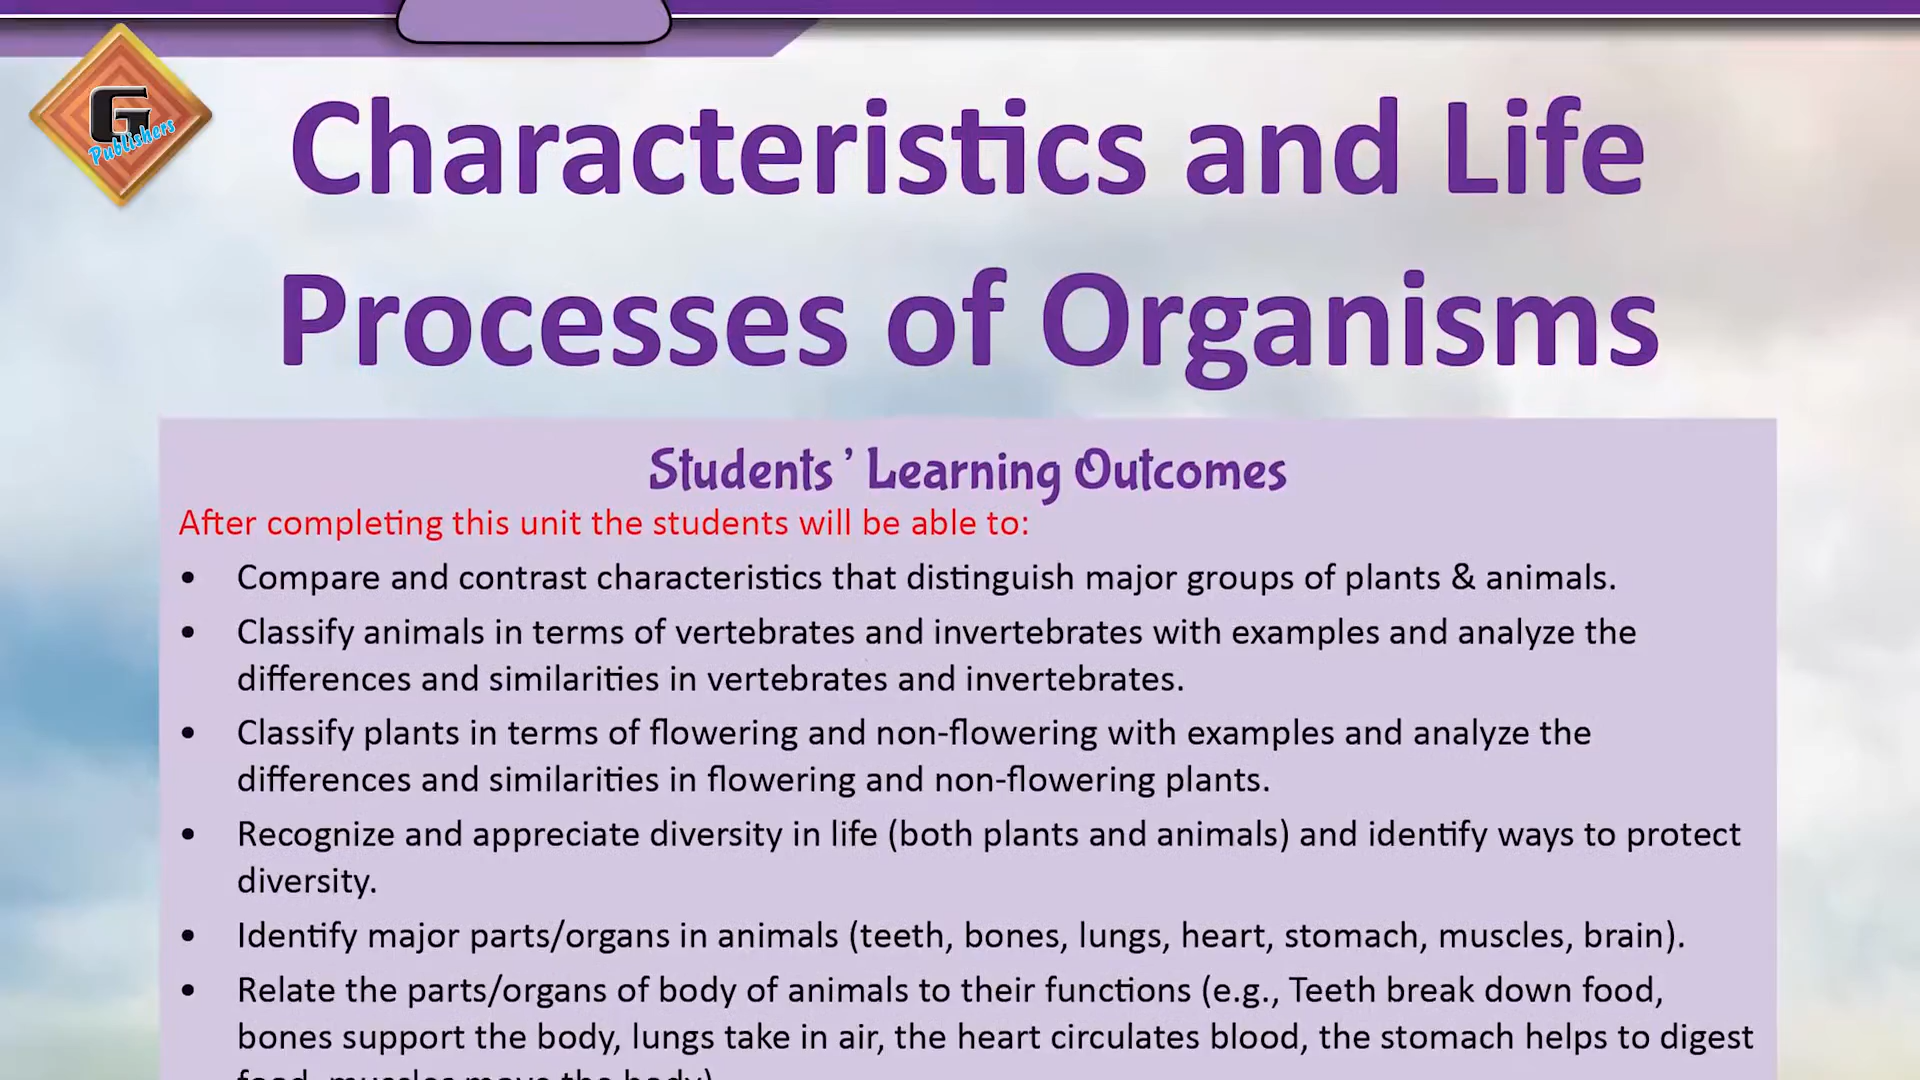 G
Publishers
Characteristics and Life
Processes of Organisms
Students' Learning Outcomes
After completing this unit the students will be able to:
• Compare and contrast characteristics that distinguish major groups of plants & animals.
• Classify animals in terms of vertebrates and invertebrates with examples and analyze the
differences and similarities in vertebrates and invertebrates.
• Classify plants in terms of flowering and non-flowering with examples and analyze the
differences and similarities in flowering and non-flowering plants.
• Recognize and appreciate diversity in life (both plants and animals) and identify ways to protect
diversity.
• Identify major parts/organs in animals (teeth, bones, lungs, heart, stomach, muscles, brain).
• Relate the parts/organs of body of animals to their functions (e.g., Teeth break down food,
bones support the body, lungs take in air, the heart circulates blood, the stomach helps to digest
food, muscles move the body)